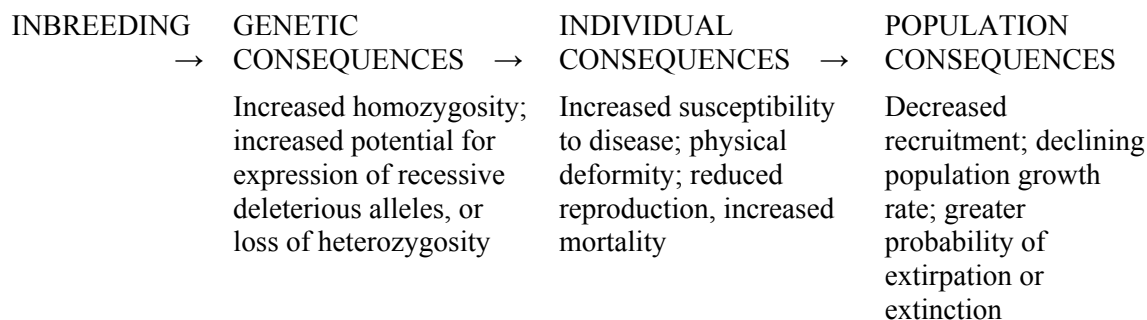 INBREEDING → GENETIC CONSEQUENCES → INDIVIDUAL CONSEQUENCES → POPULATION CONSEQUENCES
Increased homozygosity;
increased potential for
expression of recessive
deleterious alleles, or
loss of heterozygosity
Increased susceptibility
to disease; physical
deformity; reduced
reproduction, increased
mortality
Decreased
recruitment; declining
population growth
rate; greater
probability of
extirpation or
extinction